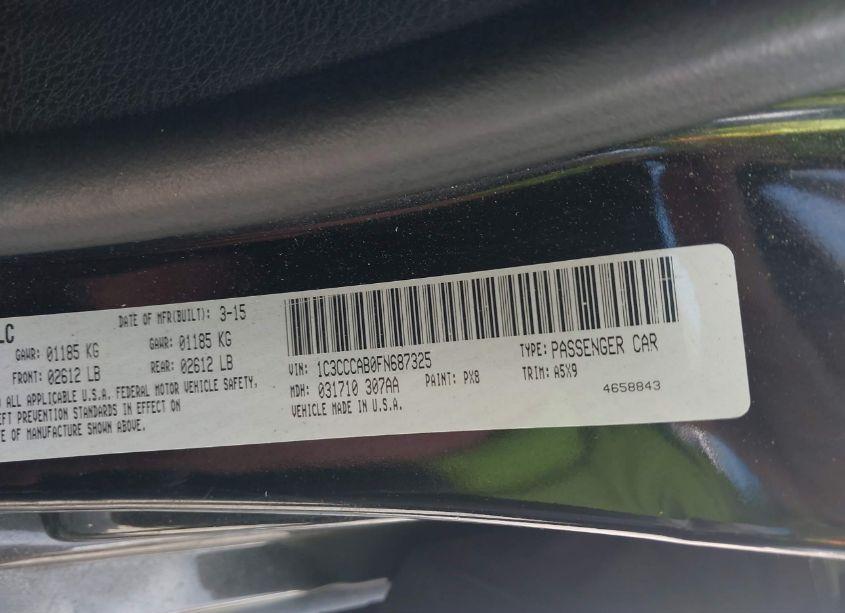 LC
DATE OF MFR(BUILT): 3-15
GAWR: 01185 KG GAWR: 01185 KG
FRONT: 02612 LB REAR: 02612 LB
ALL APPLICABLE U.S.A. FEDERAL MOTOR VEHICLE SAFETY,
EFT PREVENTION STANDARDS IN EFFECT ON
TE OF MANUFACTURE SHOWN ABOVE.
VIN: 1C3CCCAB0FN687325 TYPE: PASSENGER CAR
MDH: 031710 307AA PAINT: PX8 TRIM: A5X9
VEHICLE MADE IN U.S.A. 4658843